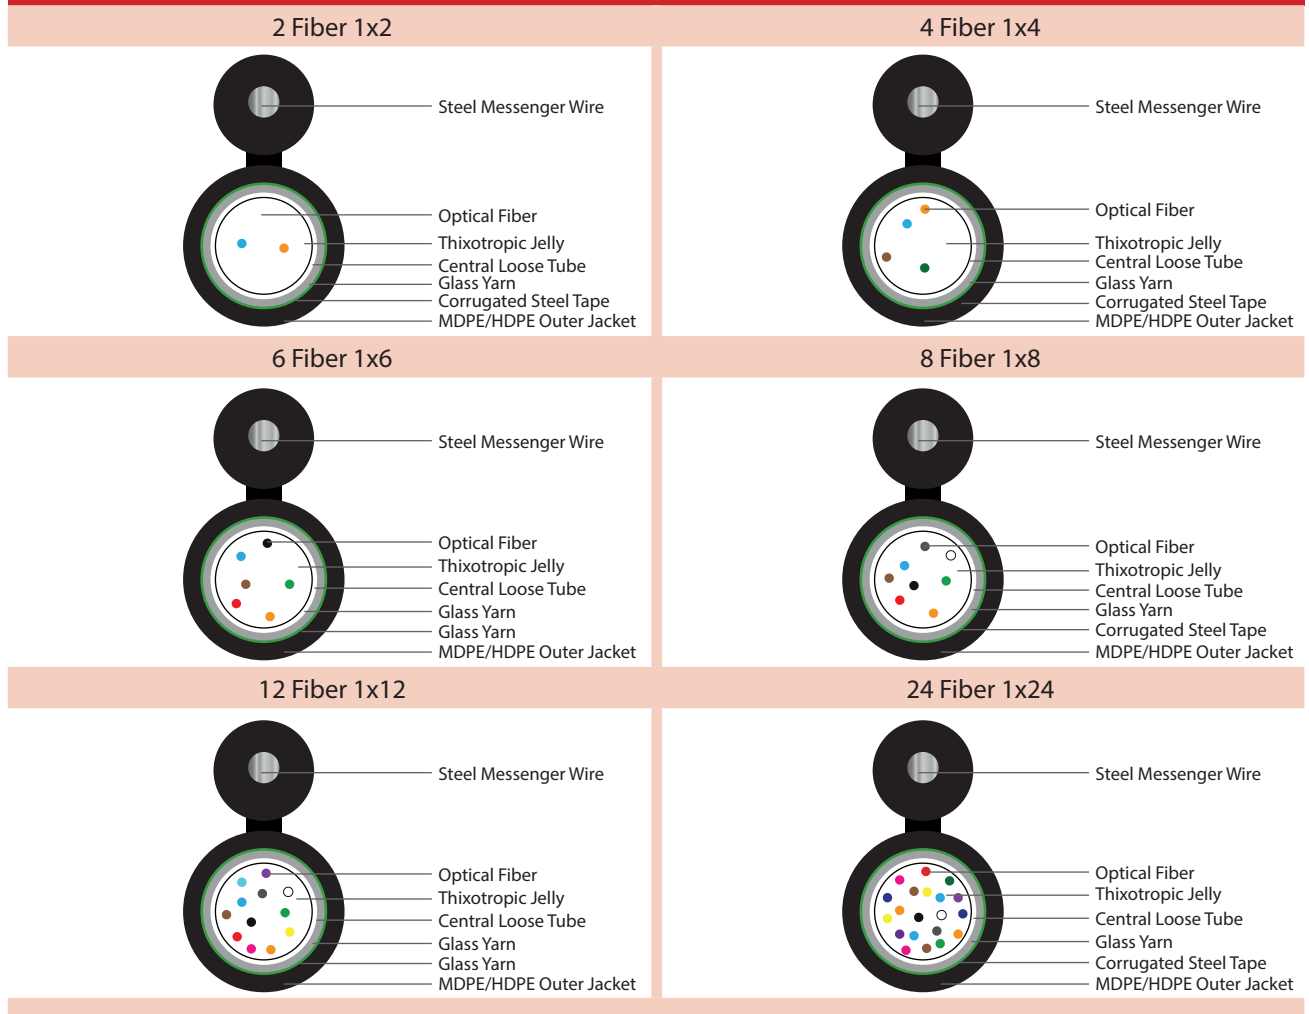 2 Fiber 1x2
Steel Messenger Wire
Optical Fiber
Thixotropic Jelly
Central Loose Tube
Glass Yarn
Corrugated Steel Tape
MDPE/HDPE Outer Jacket
4 Fiber 1x4
Steel Messenger Wire
Optical Fiber
Thixotropic Jelly
Central Loose Tube
Glass Yarn
Corrugated Steel Tape
MDPE/HDPE Outer Jacket
6 Fiber 1x6
Steel Messenger Wire
Optical Fiber
Thixotropic Jelly
Central Loose Tube
Glass Yarn
Glass Yarn
MDPE/HDPE Outer Jacket
8 Fiber 1x8
Steel Messenger Wire
Optical Fiber
Thixotropic Jelly
Central Loose Tube
Glass Yarn
Corrugated Steel Tape
MDPE/HDPE Outer Jacket
12 Fiber 1x12
Steel Messenger Wire
Optical Fiber
Thixotropic Jelly
Central Loose Tube
Glass Yarn
Glass Yarn
MDPE/HDPE Outer Jacket
24 Fiber 1x24
Steel Messenger Wire
Optical Fiber
Thixotropic Jelly
Central Loose Tube
Glass Yarn
Corrugated Steel Tape
MDPE/HDPE Outer Jacket